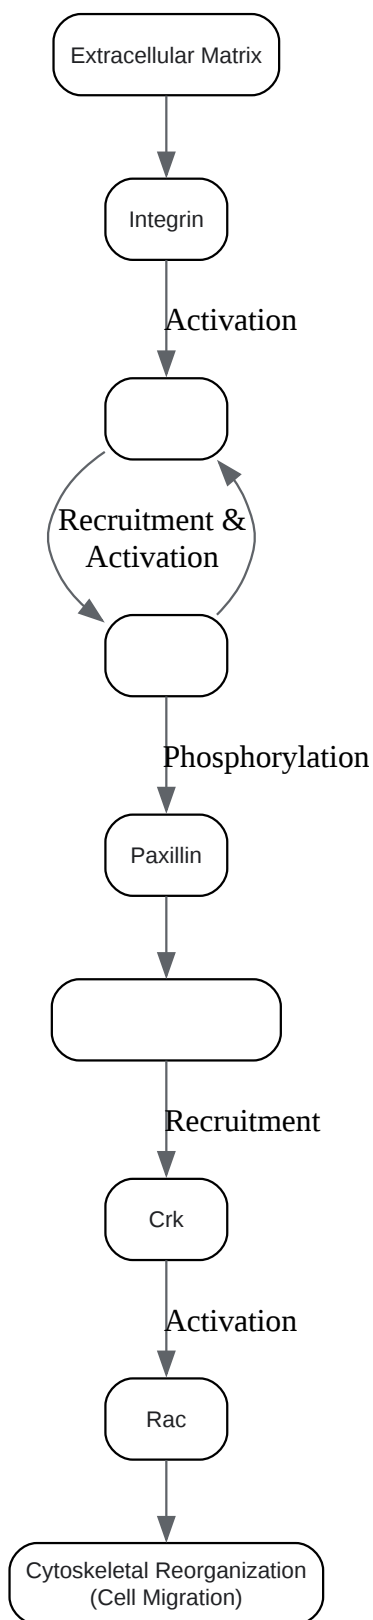 Extracellular Matrix
Integrin
Activation
Recruitment &
Activation
Phosphorylation
Paxillin
Recruitment
Crk
Activation
Rac
Cytoskeletal Reorganization
(Cell Migration)